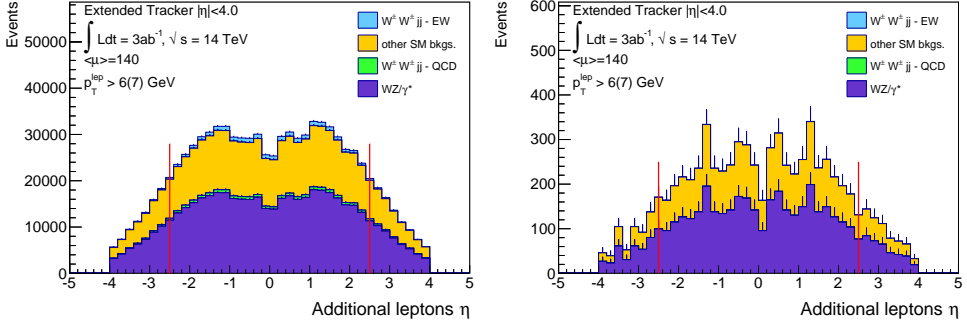 Events
Extended Tracker |η|<4.0
∫ Ldt = 3ab⁻¹, √ s = 14 TeV
<μ>=140
p_T^lep > 6(7) GeV
W± W± jj - EW
other SM bkgs.
W± W± jj - QCD
WZ/γ*
50000
40000
30000
20000
10000
0
-5 -4 -3 -2 -1 0 1 2 3 4 5
Additional leptons η
Events
Extended Tracker |η|<4.0
∫ Ldt = 3ab⁻¹, √ s = 14 TeV
<μ>=140
p_T^lep > 6(7) GeV
W± W± jj - EW
other SM bkgs.
W± W± jj - QCD
WZ/γ*
600
500
400
300
200
100
0
-5 -4 -3 -2 -1 0 1 2 3 4 5
Additional leptons η